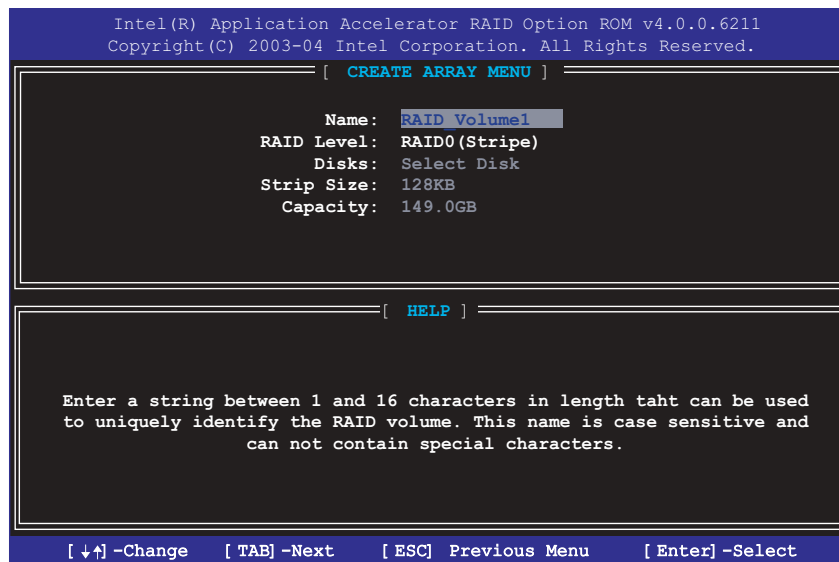 Intel(R) Application Accelerator RAID Option ROM v4.0.0.6211
Copyright(C) 2003-04 Intel Corporation. All Rights Reserved.
[ CREATE ARRAY MENU ]
Name: RAID_Volume1
RAID Level: RAID0(Stripe)
Disks: Select Disk
Strip Size: 128KB
Capacity: 149.0GB
[ HELP ]
Enter a string between 1 and 16 characters in length taht can be used
to uniquely identify the RAID volume. This name is case sensitive and
can not contain special characters.
[↓↑]-Change [TAB]-Next [ESC] Previous Menu [Enter]-Select